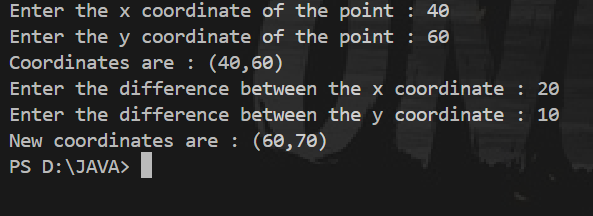 Enter the x coordinate of the point : 40
Enter the y coordinate of the point : 60
Coordinates are : (40,60)
Enter the difference between the x coordinate : 20
Enter the difference between the y coordinate : 10
New coordinates are : (60,70)
PS D:\JAVA>